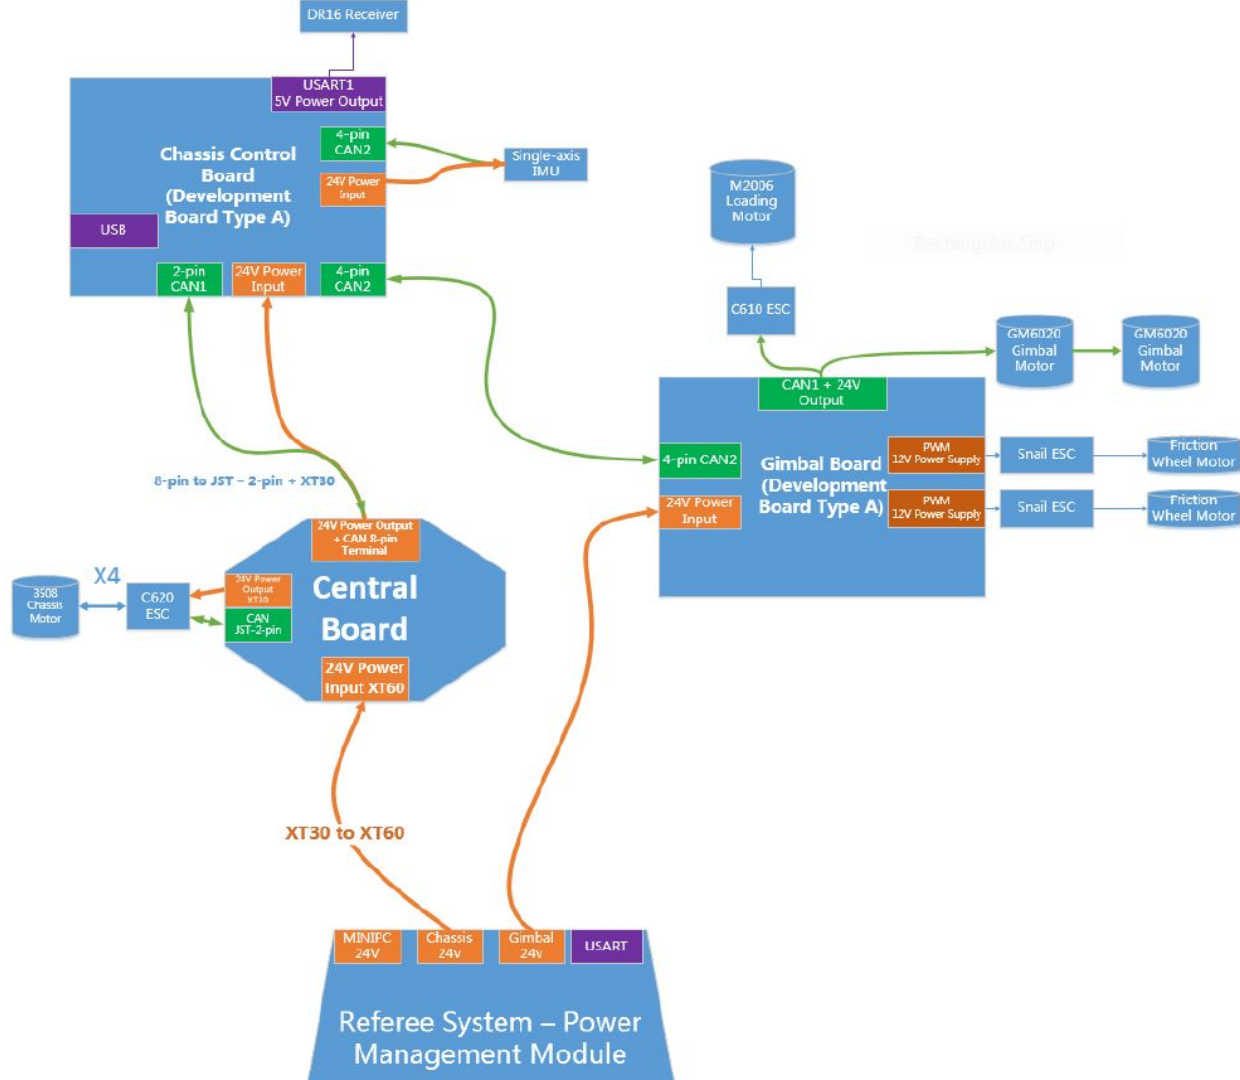 DR16 Receiver
USART1
5V Power Output
4-pin
CAN2
Chassis Control
Board
(Development
Board Type A)
24V Power
Input
Single-axis
IMU
USB
2-pin
CAN1
24V Power
Input
4-pin
CAN2
M2006
Loading
Motor
Rectangular Snip
C610 ESC
GM6020
Gimbal
Motor
GM6020
Gimbal
Motor
CAN1 + 24V
Output
4-pin CAN2
24V Power
Input
Gimbal Board
(Development
Board Type A)
PWM
12V Power Supply
Snail ESC
Friction
Wheel Motor
PWM
12V Power Supply
Snail ESC
Friction
Wheel Motor
8-pin to JST – 2-pin + XT30
24V Power Output
+ CAN 8-pin
Terminal
Central
Board
X4
3508
Chassis
Motor
C620
ESC
24V Power
Output
XT30
CAN
JST-2-pin
24V Power
Input XT60
XT30 to XT60
MINIPC
24V
Chassis
24v
Gimbal
24v
USART
Referee System – Power
Management Module